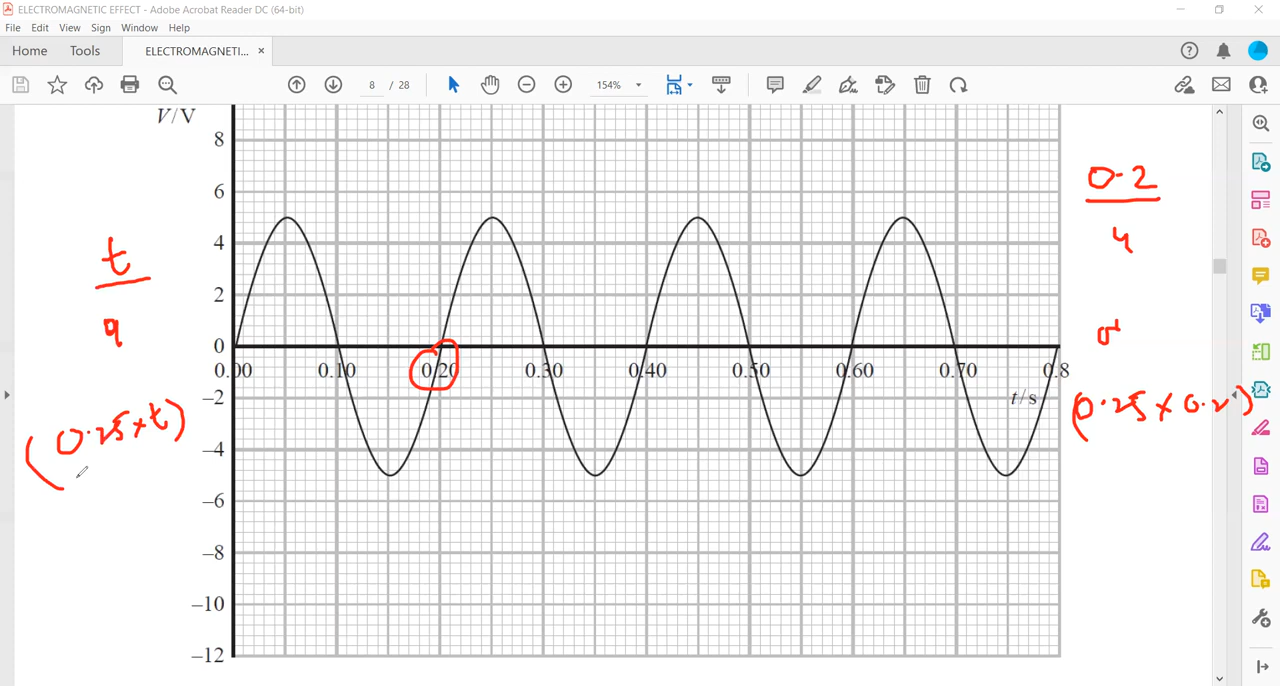 ELECTROMAGNETIC EFFECT - Adobe Acrobat Reader DC (64-bit)
File Edit View Sign Window Help
Home Tools ELECTROMAGNETI... ×
8 / 28 154%
V/V
8
6
4
2
0
−2
−4
−6
−8
−10
−12
0.00 0.10 0.20 0.30 0.40 0.50 0.60 0.70 0.8
t/s
t
(0.25 × t)
0.2
4
or
(0.25 × 0.2)